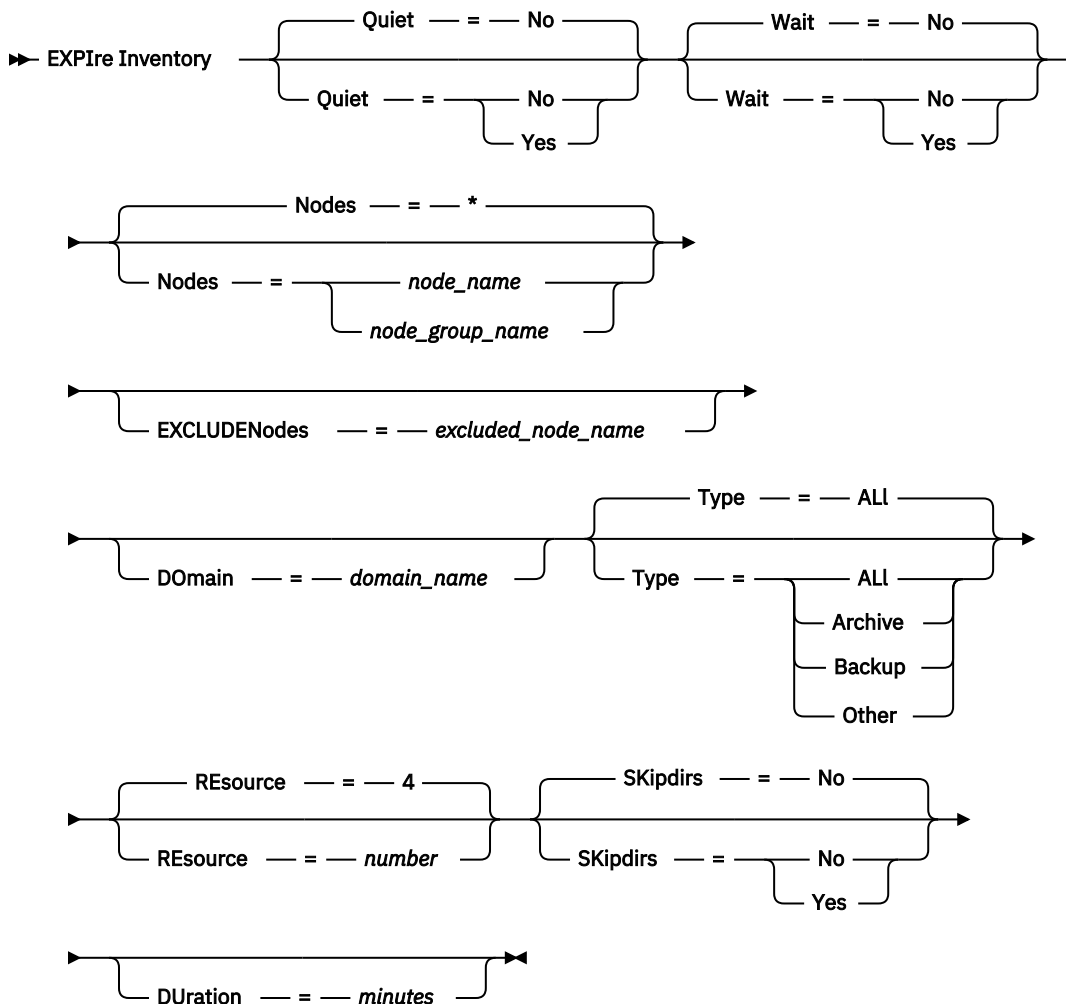 Quiet = No Wait = No
EXPIre Inventory
Quiet = No Wait = No
Yes Yes
Nodes = *
Nodes = node_name
node_group_name
EXCLUDENodes = excluded_node_name
Type = ALl
DOmain = domain_name Type = ALl
Archive
Backup
Other
REsource = 4 SKipdirs = No
REsource = number SKipdirs = No
Yes
DUration = minutes